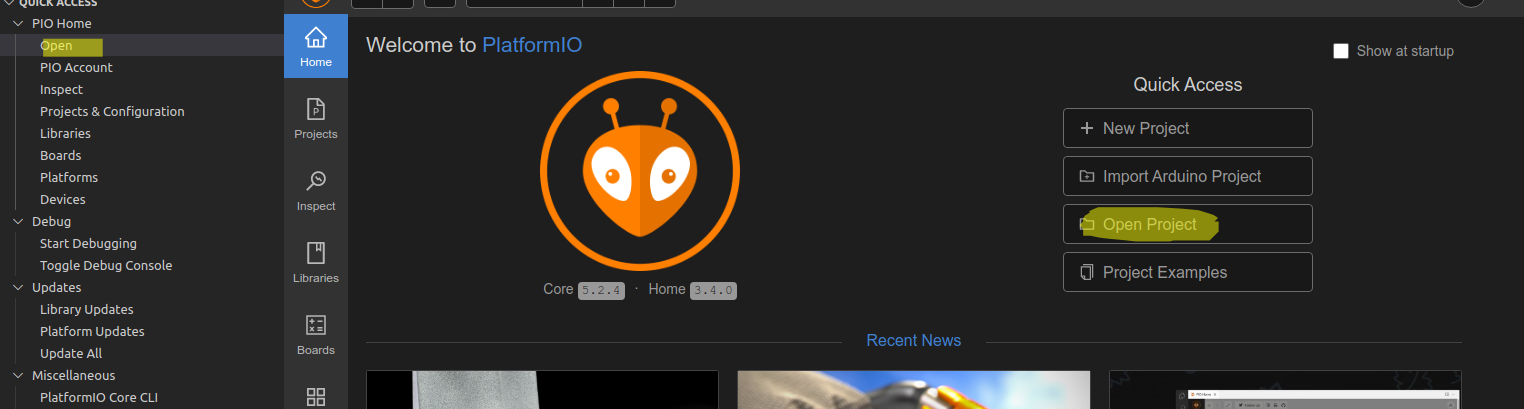 QUICK ACCESS
PIO Home
Open
PIO Account
Inspect
Projects & Configuration
Libraries
Boards
Platforms
Devices
Debug
Start Debugging
Toggle Debug Console
Updates
Library Updates
Platform Updates
Update All
Miscellaneous
PlatformIO Core CLI
Home
Projects
Inspect
Libraries
Boards
Welcome to PlatformIO
Show at startup
Quick Access
New Project
Import Arduino Project
Open Project
Project Examples
Core 5.2.4 · Home 3.4.0
Recent News